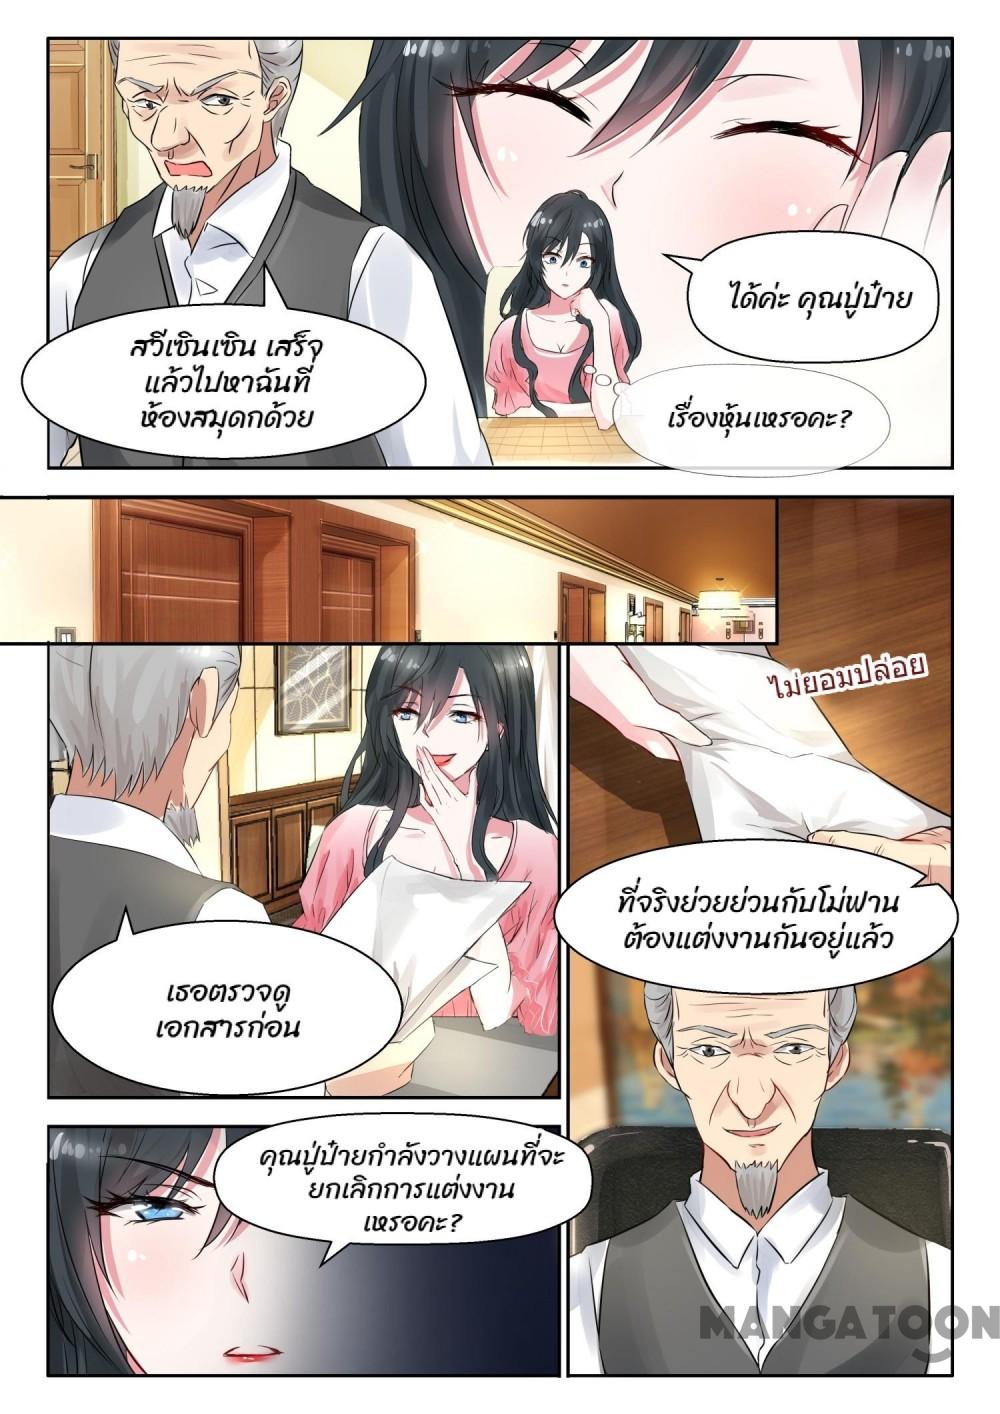 สวีเซินเซิน เสร็จ
แล้วไปหาฉันที่
ห้องสมุดกด้วย
ได้ค่ะ คุณปู่ป๋าย
เรื่องหุ้นเหรอคะ?
ไม่ยอมปล่อย
เธอตรวจดู
เอกสารก่อน
ที่จริงย่วยย่วนกับโม่ฟาน
ต้องแต่งงานกันอยู่แล้ว
คุณปู่ป๋ายกำลังวางแผนที่จะ
ยกเลิกการแต่งงาน
เหรอคะ?
MANGATOON